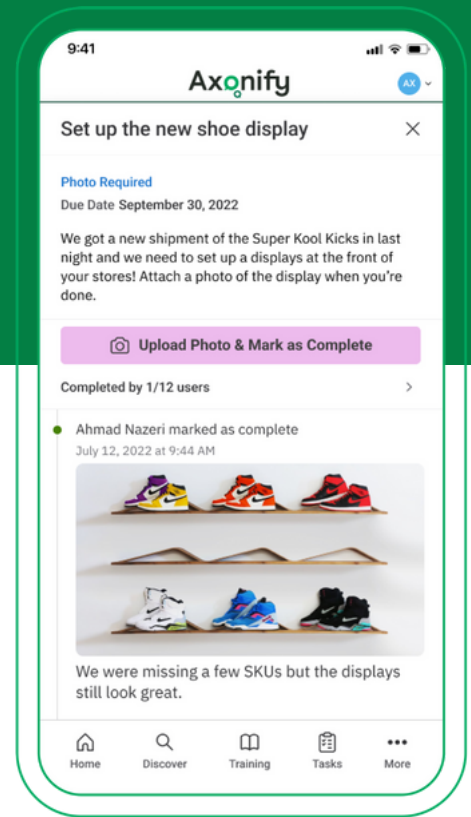 9:41
Axonify
AX
Set up the new shoe display
Photo Required
Due Date September 30, 2022
We got a new shipment of the Super Kool Kicks in last
night and we need to set up a displays at the front of
your stores! Attach a photo of the display when you're
done.
Upload Photo & Mark as Complete
Completed by 1/12 users
Ahmad Nazeri marked as complete
July 12, 2022 at 9:44 AM
We were missing a few SKUs but the displays
still look great.
Home Discover Training Tasks More